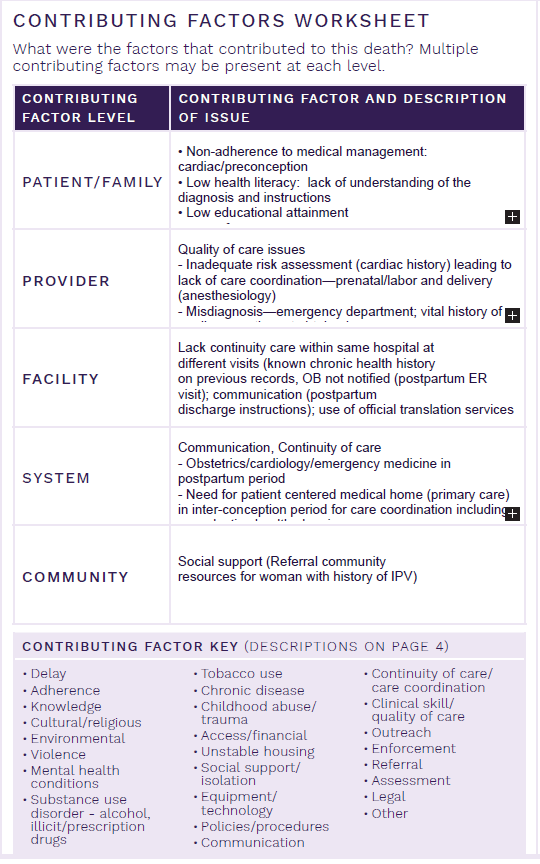 CONTRIBUTING FACTORS WORKSHEET
What were the factors that contributed to this death? Multiple
contributing factors may be present at each level.
CONTRIBUTING
FACTOR LEVEL
CONTRIBUTING FACTOR AND DESCRIPTION
OF ISSUE
PATIENT/FAMILY
• Non-adherence to medical management:
cardiac/preconception
• Low health literacy: lack of understanding of the
diagnosis and instructions
• Low educational attainment
PROVIDER
Quality of care issues
- Inadequate risk assessment (cardiac history) leading to
lack of care coordination—prenatal/labor and delivery
(anesthesiology)
- Misdiagnosis—emergency department; vital history of
FACILITY
Lack continuity care within same hospital at
different visits (known chronic health history
on previous records, OB not notified (postpartum ER
visit); communication (postpartum
discharge instructions); use of official translation services
SYSTEM
Communication, Continuity of care
- Obstetrics/cardiology/emergency medicine in
postpartum period
- Need for patient centered medical home (primary care)
in inter-conception period for care coordination including
COMMUNITY
Social support (Referral community
resources for woman with history of IPV)
CONTRIBUTING FACTOR KEY (DESCRIPTIONS ON PAGE 4)
• Delay
• Adherence
• Knowledge
• Cultural/religious
• Environmental
• Violence
• Mental health
conditions
• Substance use
disorder - alcohol,
illicit/prescription
drugs
• Tobacco use
• Chronic disease
• Childhood abuse/
trauma
• Access/financial
• Unstable housing
• Social support/
isolation
• Equipment/
technology
• Policies/procedures
• Communication
• Continuity of care/
care coordination
• Clinical skill/
quality of care
• Outreach
• Enforcement
• Referral
• Assessment
• Legal
• Other